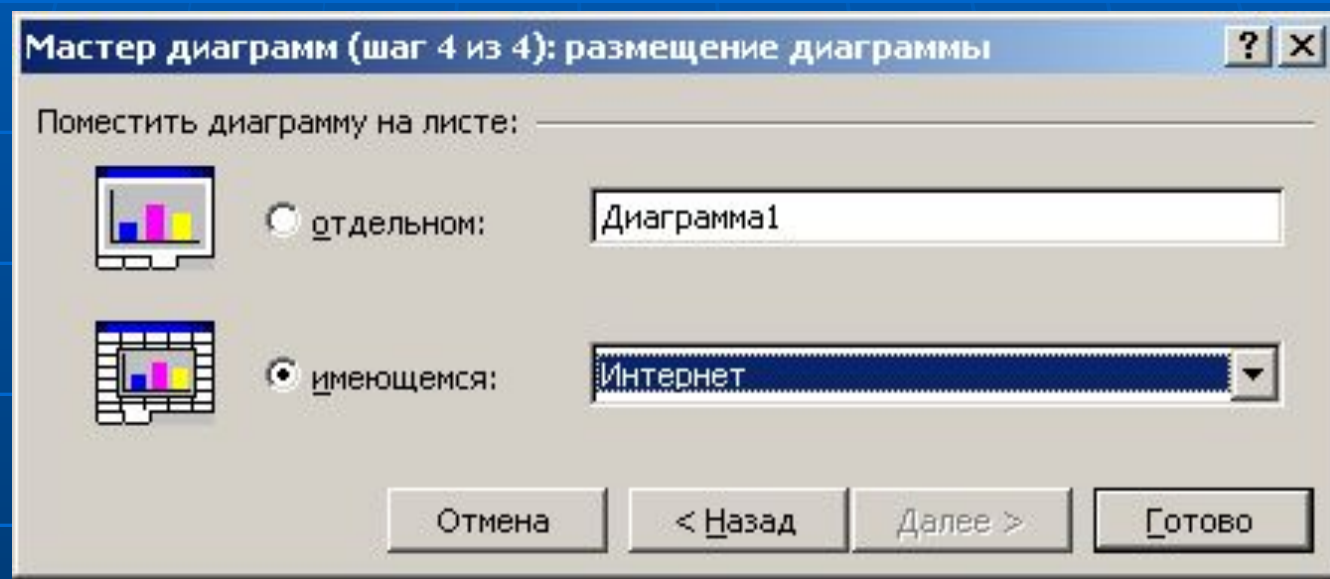 Мастер диаграмм (шаг 4 из 4): размещение диаграммы
Поместить диаграмму на листе:
отдельном: Диаграмма1
имеющемся: Интернет
Отмена < Назад Далее > Готово